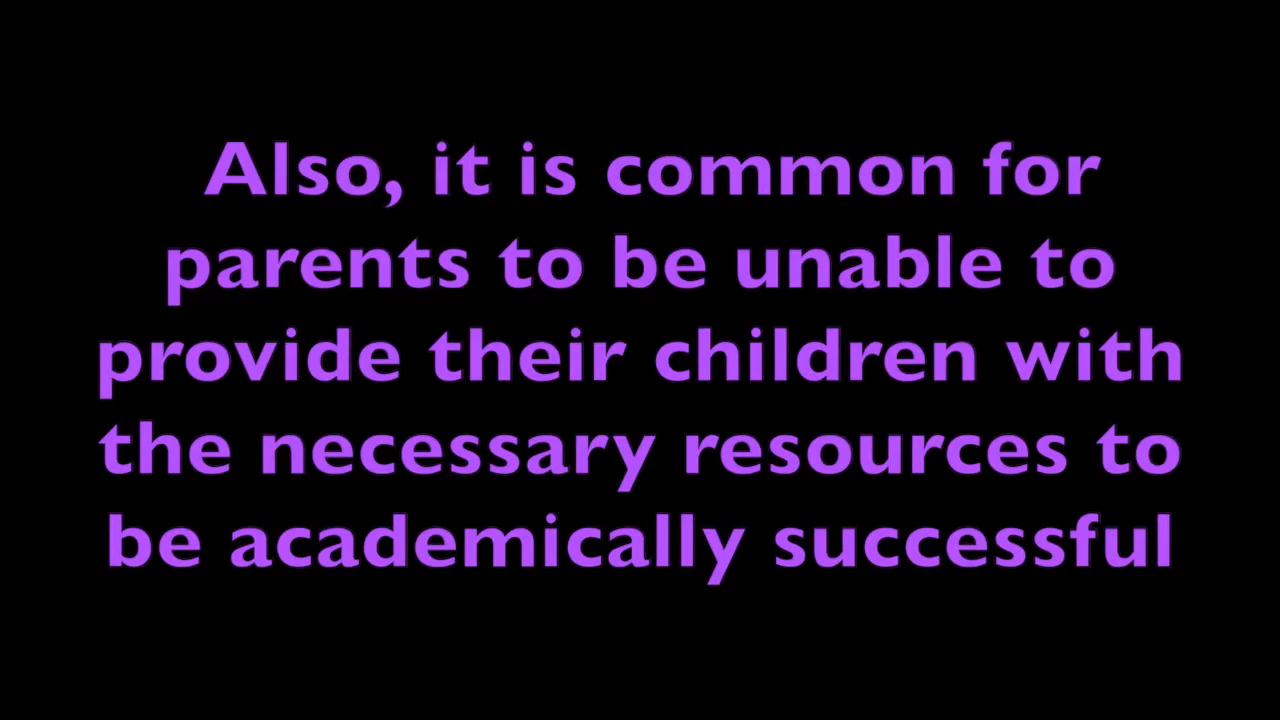 Also, it is common for
parents to be unable to
provide their children with
the necessary resources to
be academically successful